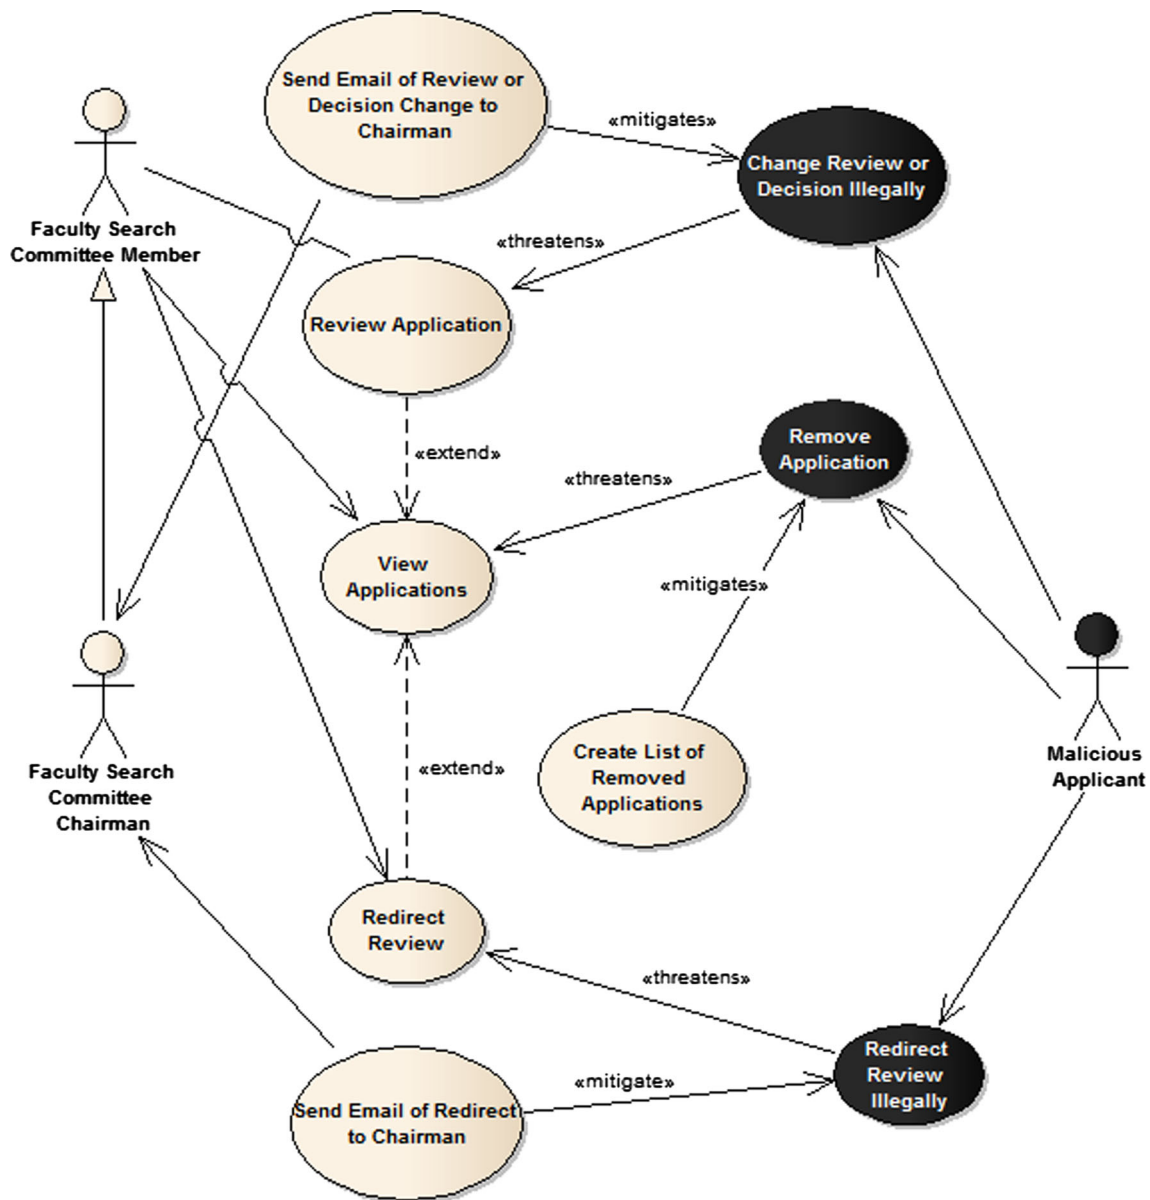 Send Email of Review or
Decision Change to
Chairman
«mitigates»
Change Review or
Decision Illegally
Faculty Search
Committee Member
«threatens»
Review Application
«extend»
Remove
Application
«threatens»
View
Applications
«mitigates»
Faculty Search
Committee
Chairman
«extend»
Create List of
Removed
Applications
Malicious
Applicant
Redirect
Review
«threatens»
Redirect
Review
Illegally
«mitigate»
Send Email of Redirect
to Chairman